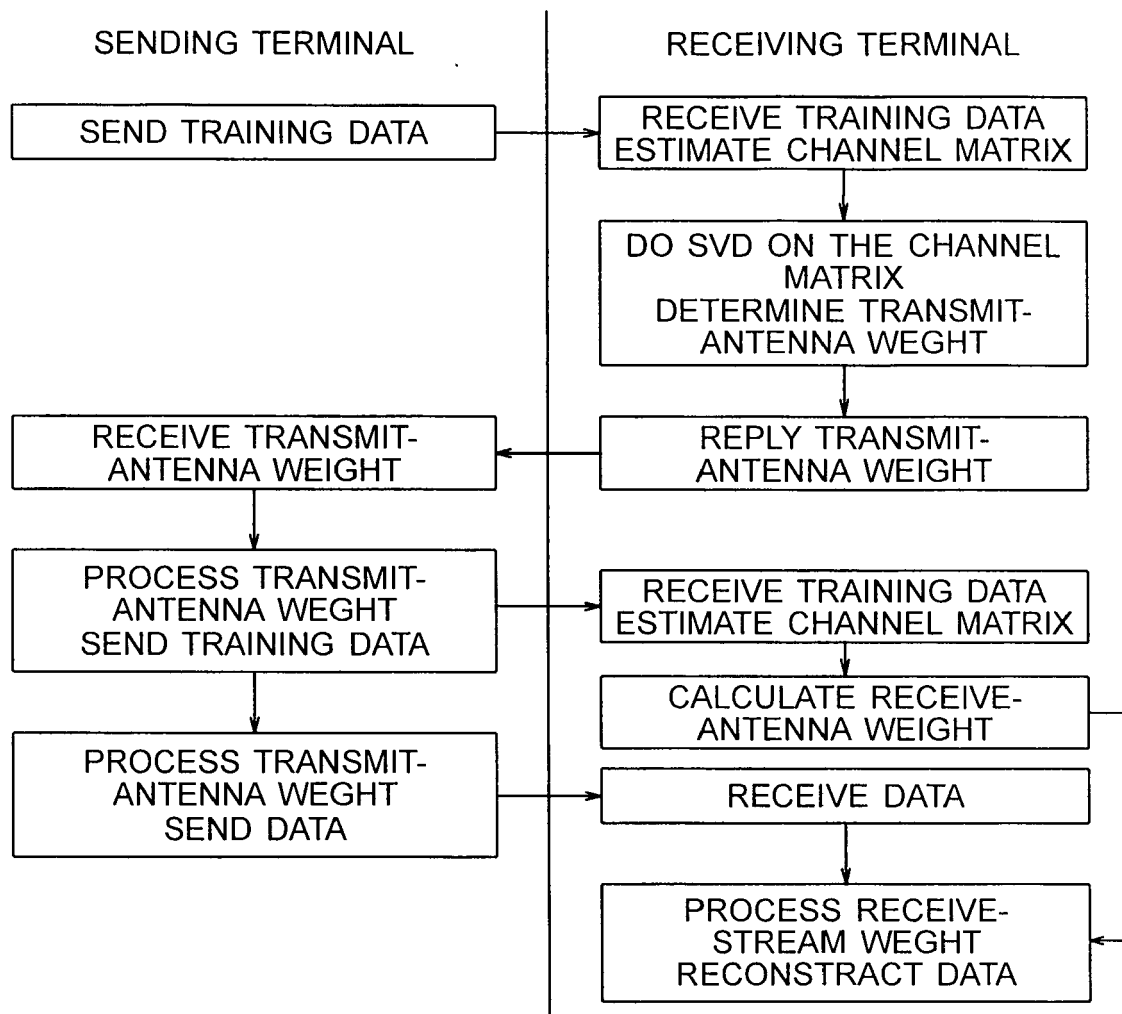 SENDING TERMINAL
RECEIVING TERMINAL
SEND TRAINING DATA
RECEIVE TRAINING DATA
ESTIMATE CHANNEL MATRIX
DO SVD ON THE CHANNEL
MATRIX
DETERMINE TRANSMIT-
ANTENNA WEGHT
RECEIVE TRANSMIT-
ANTENNA WEIGHT
REPLY TRANSMIT-
ANTENNA WEIGHT
PROCESS TRANSMIT-
ANTENNA WEGHT
SEND TRAINING DATA
RECEIVE TRAINING DATA
ESTIMATE CHANNEL MATRIX
CALCULATE RECEIVE-
ANTENNA WEIGHT
PROCESS TRANSMIT-
ANTENNA WEGHT
SEND DATA
RECEIVE DATA
PROCESS RECEIVE-
STREAM WEGHT
RECONSTRACT DATA